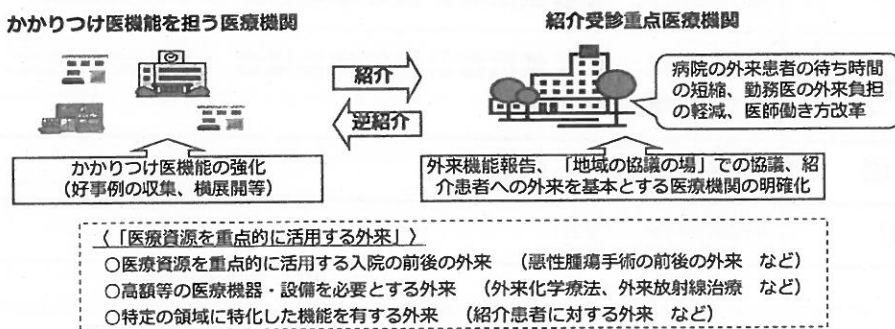 かかりつけ医機能を担う医療機関
紹介受診重点医療機関
紹介
逆紹介
病院の外来患者の待ち時間
の短縮、勤務医の外来負担
の軽減、医師働き方改革
かかりつけ医機能の強化
(好事例の収集、横展開等)
外来機能報告、「地域の協議の場」での協議、紹
介患者への外来を基本とする医療機関の明確化
〈「医療資源を重点的に活用する外来」〉
○医療資源を重点的に活用する入院の前後の外来 (悪性腫瘍手術の前後の外来 など)
○高額等の医療機器・設備を必要とする外来 (外来化学療法、外来放射線治療 など)
○特定の領域に特化した機能を有する外来 (紹介患者に対する外来 など)